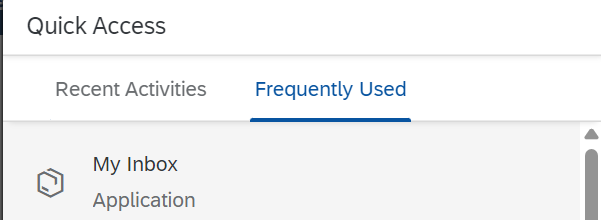 Quick Access
Recent Activities Frequently Used
My Inbox
Application